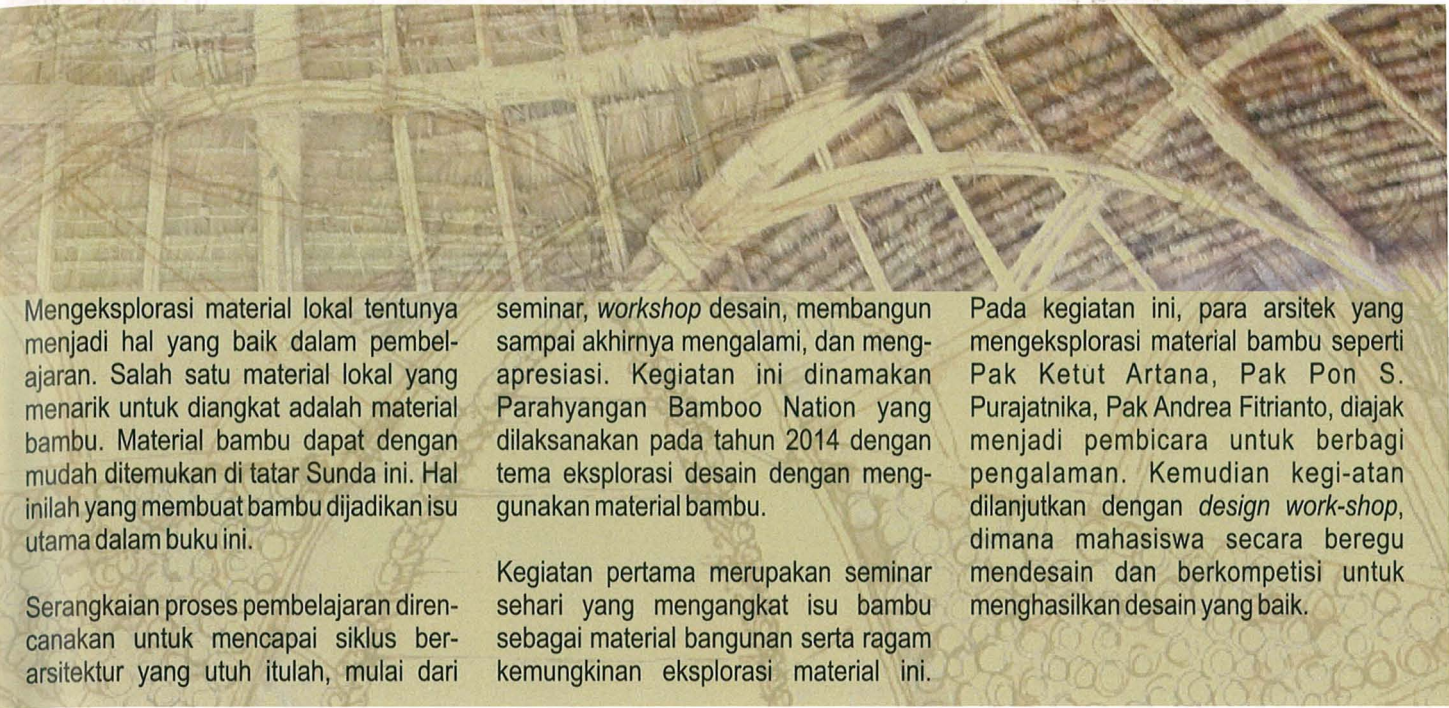 Mengeksplorasi material lokal tentunya
menjadi hal yang baik dalam pembel-
ajaran. Salah satu material lokal yang
menarik untuk diangkat adalah material
bambu. Material bambu dapat dengan
mudah ditemukan di tatar Sunda ini. Hal
inilah yang membuat bambu dijadikan isu
utama dalam buku ini.

Serangkaian proses pembelajaran diren-
canakan untuk mencapai siklus ber-
arsitektur yang utuh itulah, mulai dari
seminar, workshop desain, membangun
sampai akhirnya mengalami, dan meng-
apresiasi. Kegiatan ini dinamakan
Parahyangan Bamboo Nation yang
dilaksanakan pada tahun 2014 dengan
tema eksplorasi desain dengan meng-
gunakan material bambu.

Kegiatan pertama merupakan seminar
sehari yang mengangkat isu bambu
sebagai material bangunan serta ragam
kemungkinan eksplorasi material ini.
Pada kegiatan ini, para arsitek yang
mengeksplorasi material bambu seperti
Pak Ketut Artana, Pak Pon S.
Purajatnika, Pak Andrea Fitrianto, diajak
menjadi pembicara untuk berbagi
pengalaman. Kemudian kegi-atan
dilanjutkan dengan design work-shop,
dimana mahasiswa secara beregu
mendesain dan berkompetisi untuk
menghasilkan desain yang baik.